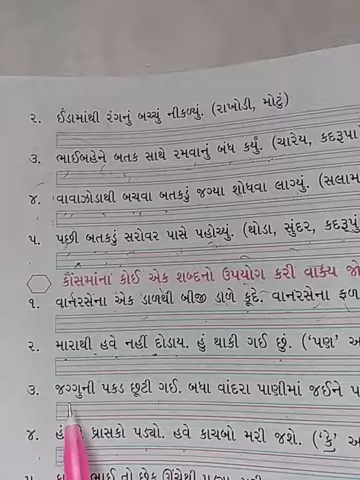 ૨. ઈંડામાંથી રંગનું બચ્ચું નીકળ્યું. (રાખોડી, મોટું)
૩. ભાઈબહેને બતક સાથે રમવાનું બંધ કર્યું. (ચારેય, કદરૂપા
૪. વાવાઝોડાથી બચવા બતકડું જગ્યા શોધવા લાગ્યું. (સલામ
૫. પછી બતકડું સરોવર પાસે પહોંચ્યું. (થોડા, સુંદર, કદરૂપું
કૌંસમાંના કોઈ એક શબ્દનો ઉપયોગ કરી વાક્ય જો
૧. વાનરસેના એક ડાળથી બીજી ડાળે કૂદે. વાનરસેના ફળ
૨. મારાથી હવે નહીં દોડાય. હું થાકી ગઈ છું. (‘પણ’ અ
૩. જગ્ગુની પકડ છૂટી ગઈ. બધા વાંદરા પાણીમાં જઈને પ
૪. પ્રાસકો પડ્યો. હવે કાચબો મરી જશે. (‘કે’ અ
ભાઈ તો છેક